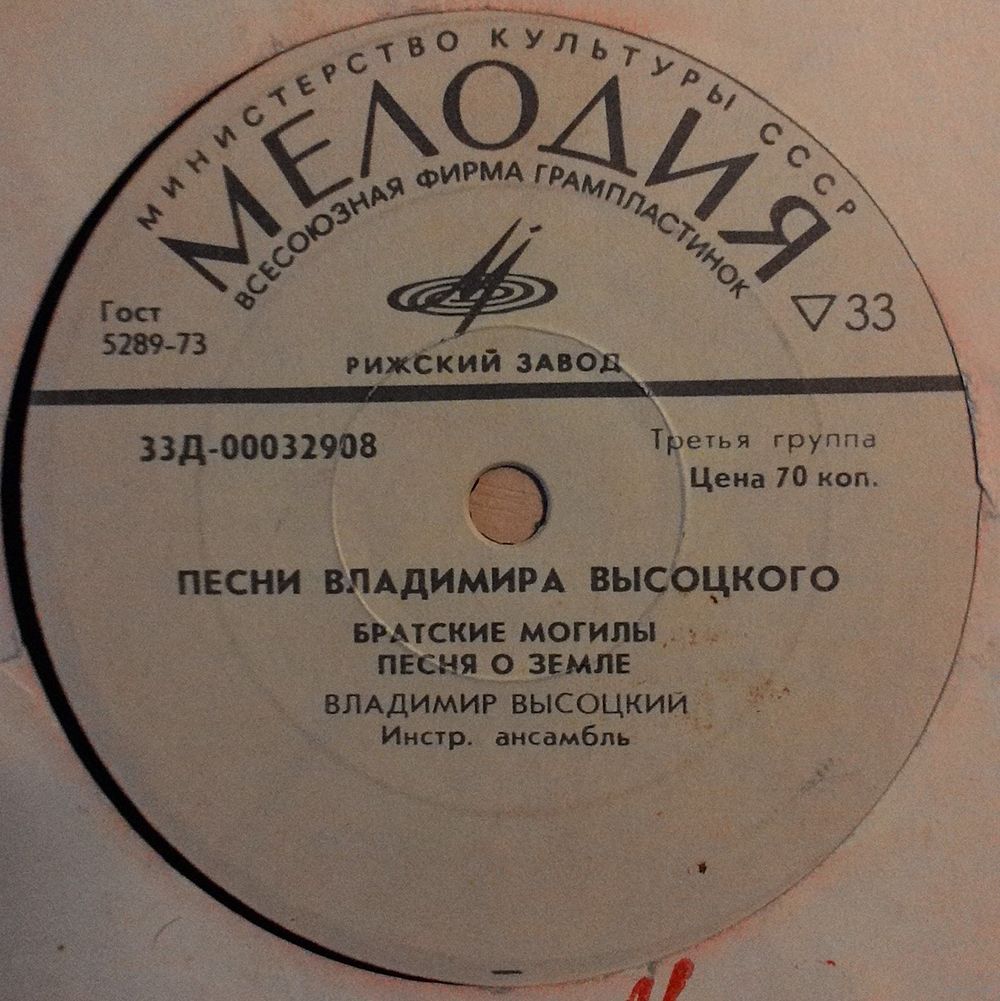 МИНИСТЕРСТВО КУЛЬТУРЫ СССР
МЕЛОДИЯ
ВСЕСОЮЗНАЯ ФИРМА ГРАМПЛАСТИНОК
Гост
5289-73
▽33
РИЖСКИЙ ЗАВОД
33Д-00032908
Третья группа
Цена 70 коп.
ПЕСНИ ВЛАДИМИРА ВЫСОЦКОГО
БРАТСКИЕ МОГИЛЫ
ПЕСНЯ О ЗЕМЛЕ
ВЛАДИМИР ВЫСОЦКИЙ
Инстр. ансамбль